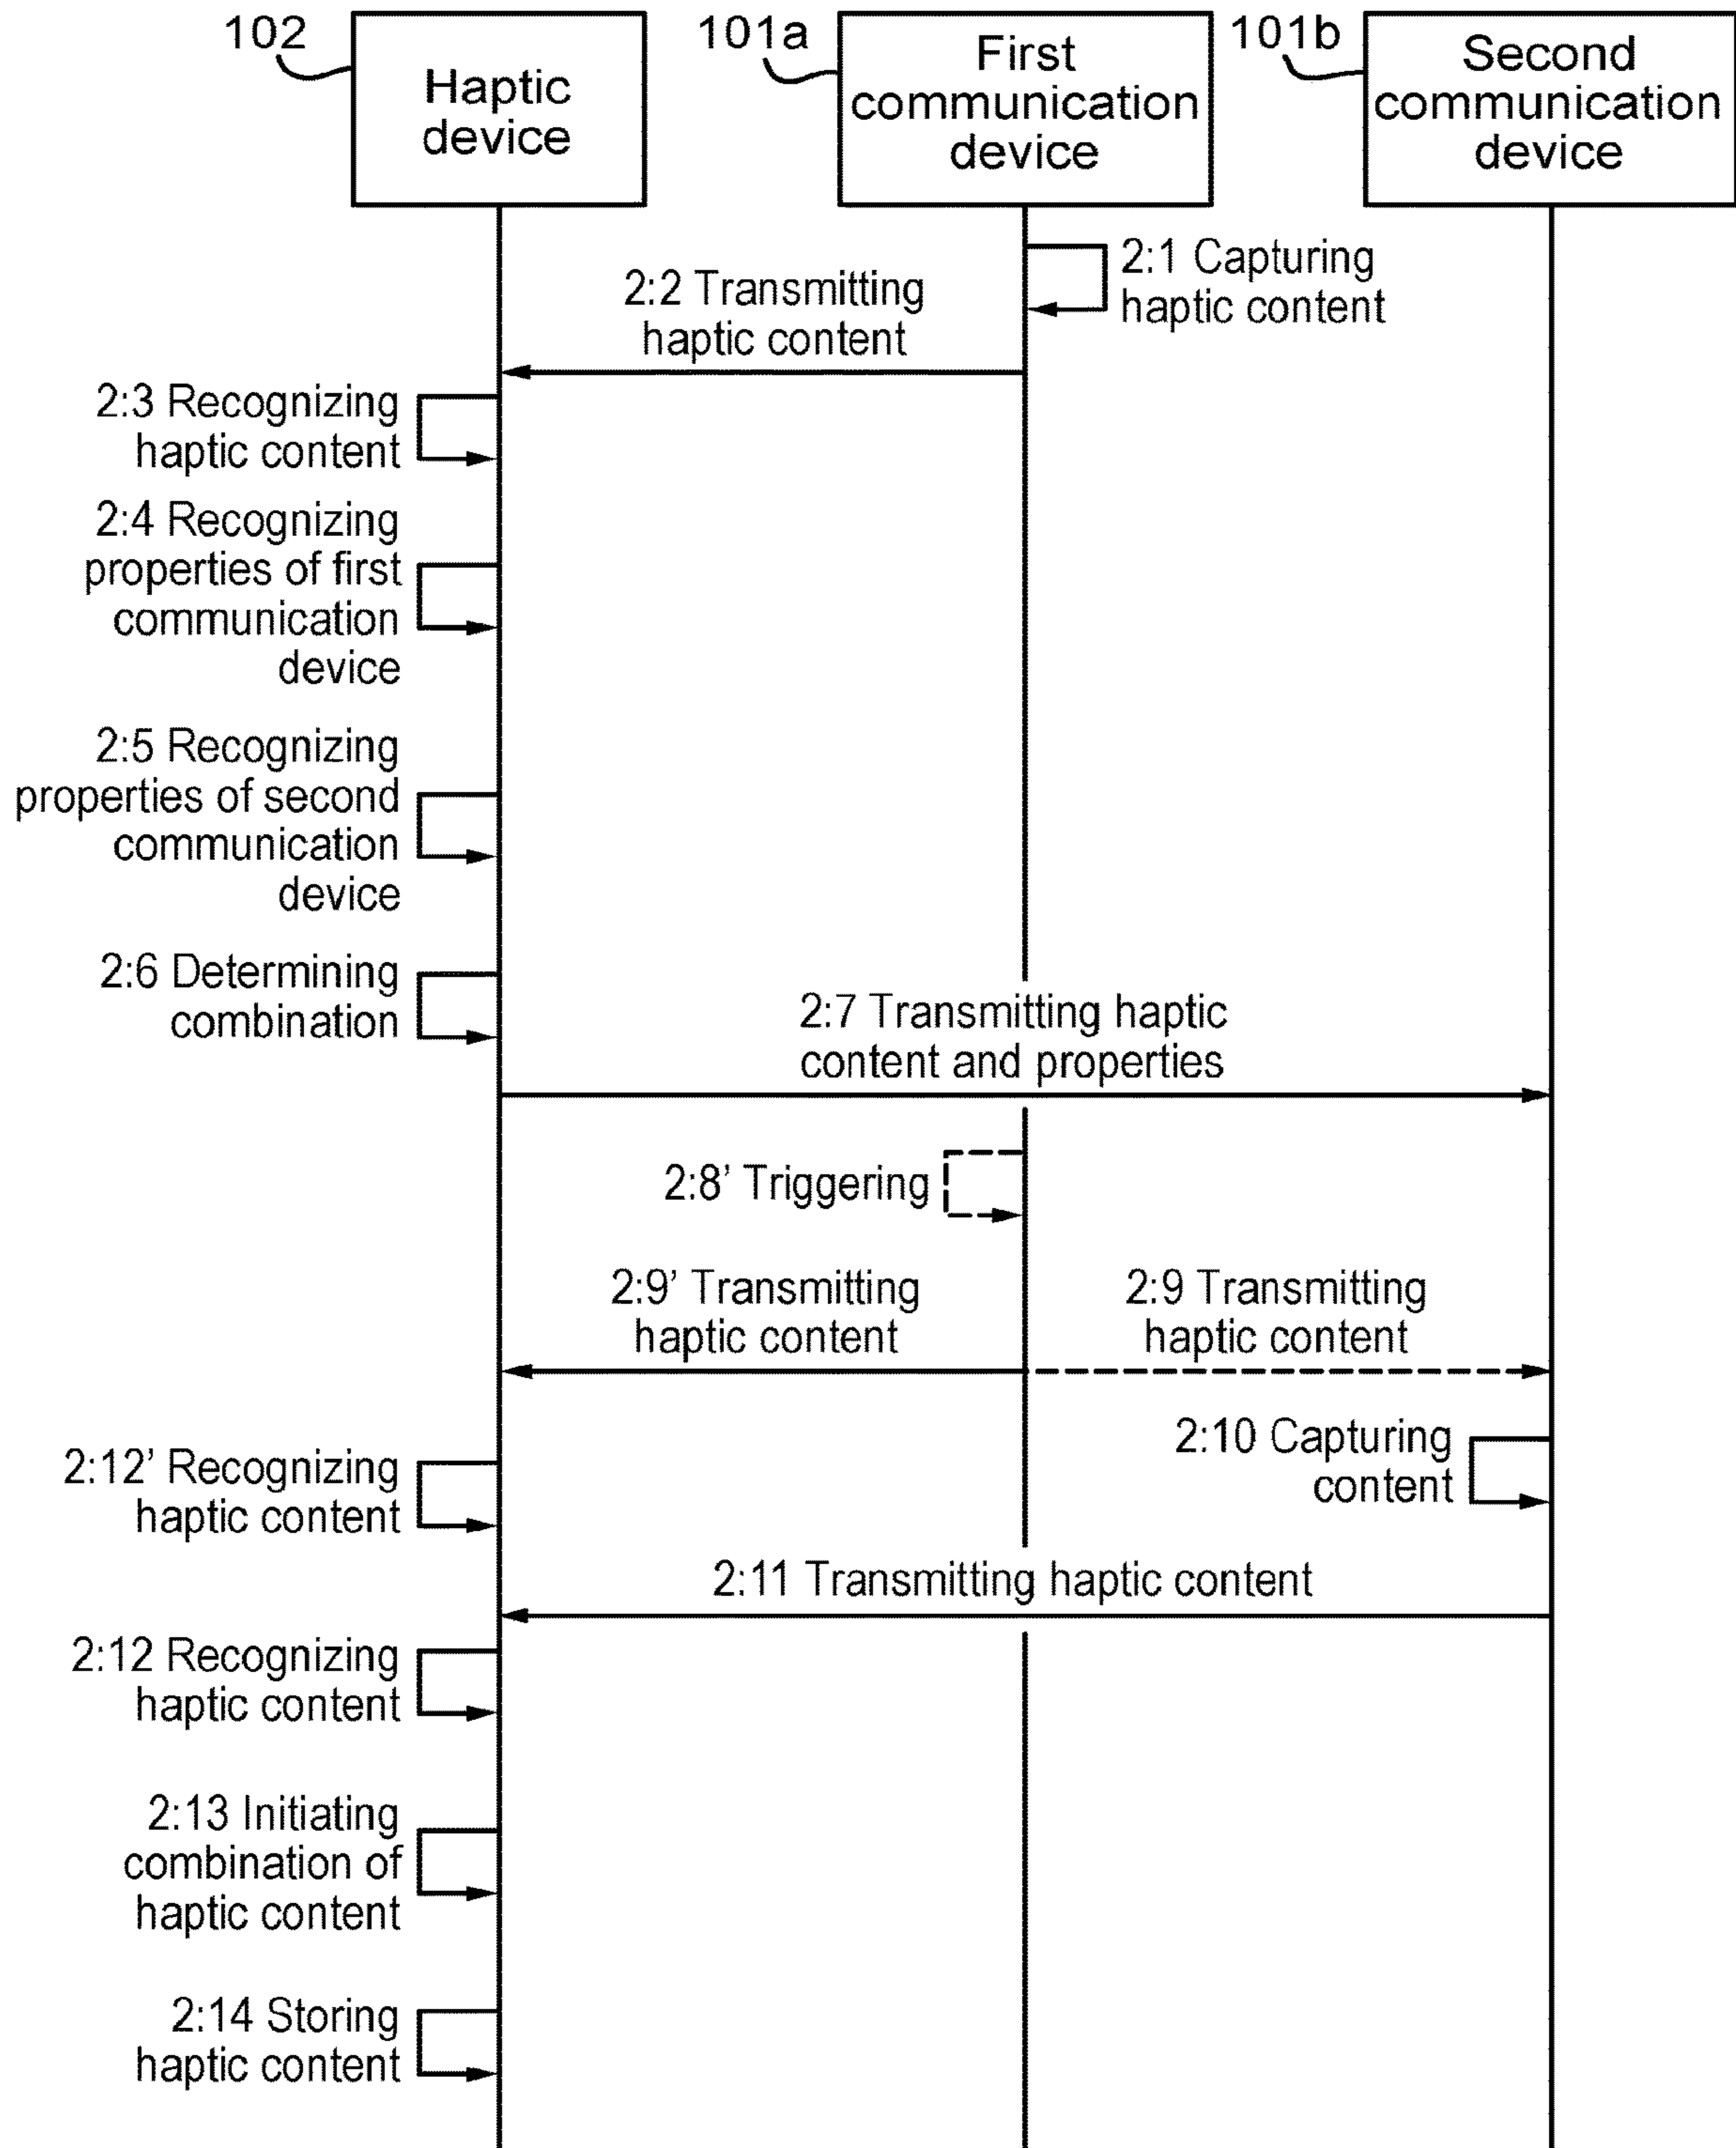 102
Haptic
device
101a
First
communication
device
101b
Second
communication
device
2:1 Capturing
haptic content
2:2 Transmitting
haptic content
2:3 Recognizing
haptic content
2:4 Recognizing
properties of first
communication
device
2:5 Recognizing
properties of second
communication
device
2:6 Determining
combination
2:7 Transmitting haptic
content and properties
2:8’ Triggering
2:9’ Transmitting
haptic content
2:9 Transmitting
haptic content
2:10 Capturing
content
2:12’ Recognizing
haptic content
2:11 Transmitting haptic content
2:12 Recognizing
haptic content
2:13 Initiating
combination of
haptic content
2:14 Storing
haptic content